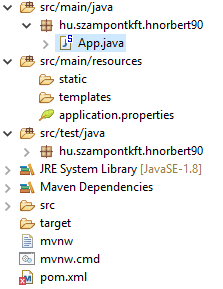 src/main/java
hu.szampontkft.hnorbert90
App.java
src/main/resources
static
templates
application.properties
src/test/java
hu.szampontkft.hnorbert90
JRE System Library [JavaSE-1.8]
Maven Dependencies
src
target
mvnw
mvnw.cmd
pom.xml